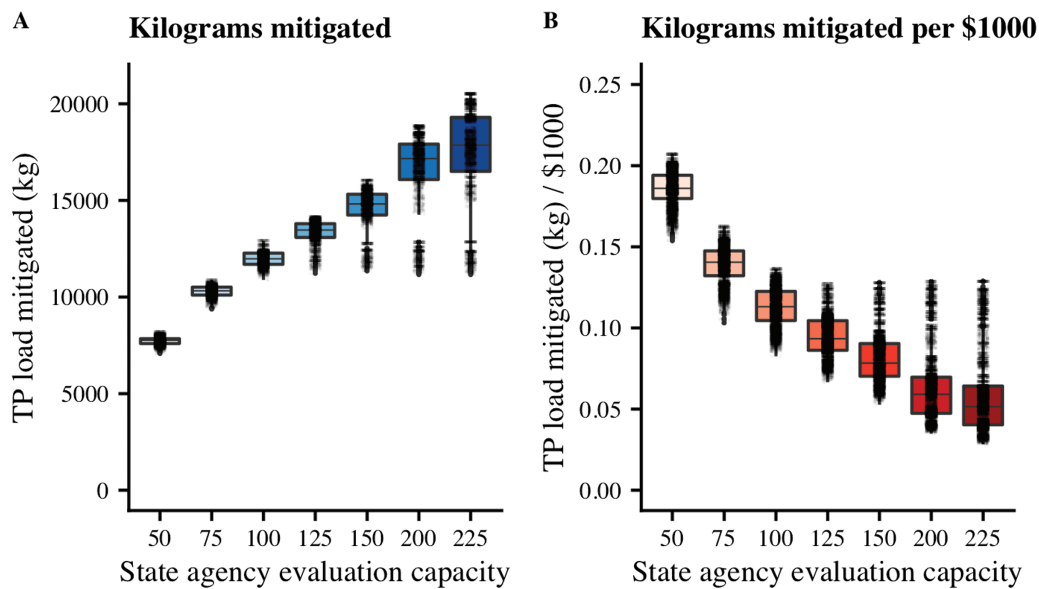 A
Kilograms mitigated
TP load mitigated (kg)
20000
15000
10000
5000
0
50 75 100 125 150 200 225
State agency evaluation capacity
B
Kilograms mitigated per $1000
TP load mitigated (kg) / $1000
0.25
0.20
0.15
0.10
0.05
0.00
50 75 100 125 150 200 225
State agency evaluation capacity